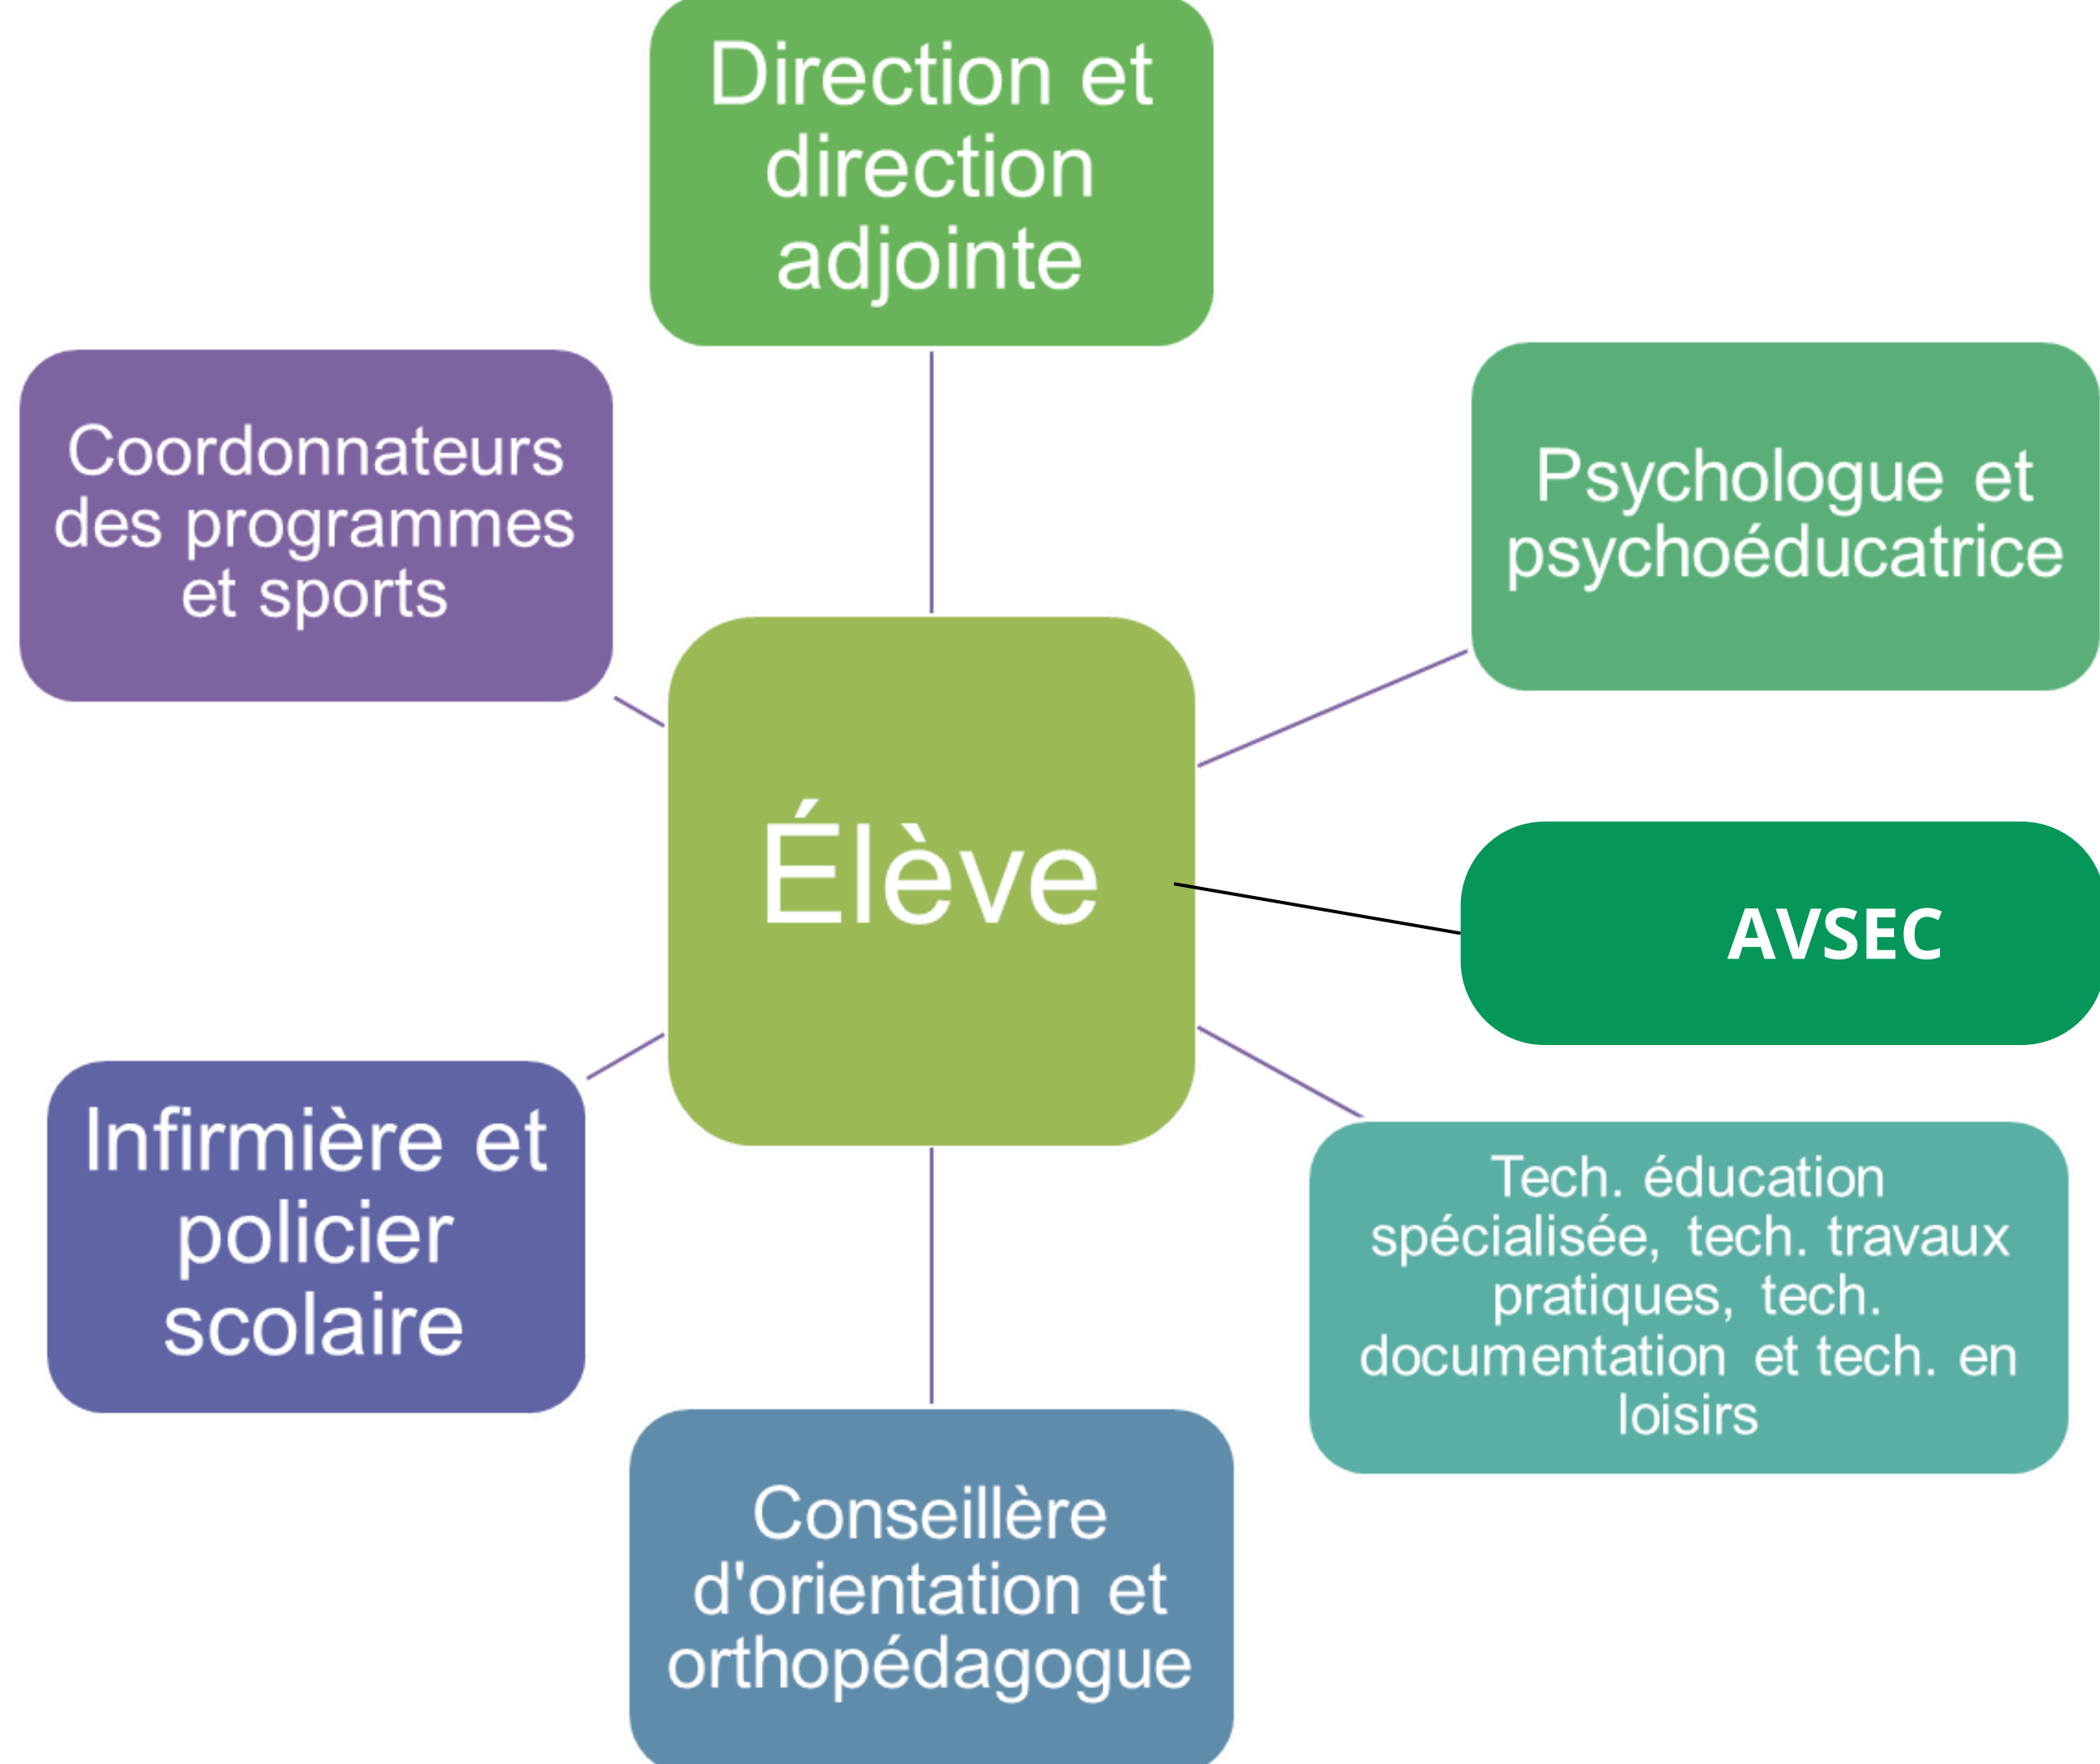 Direction et
direction
adjointe
Coordonnateurs
des programmes
et sports
Psychologue et
psychoéducatrice
Élève
AVSEC
Infirmière et
policier
scolaire
Tech. éducation
spécialisée, tech. travaux
pratiques, tech.
documentation et tech. en
loisirs
Conseillère
d'orientation et
orthopédagogue